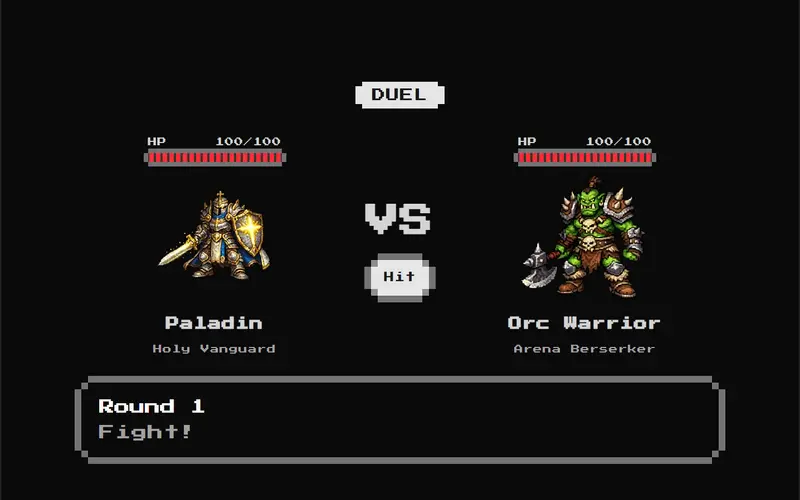 DUEL
HP 100/100
HP 100/100
VS
Hit
Paladin
Orc Warrior
Holy Vanguard
Arena Berserker
Round 1
Fight!